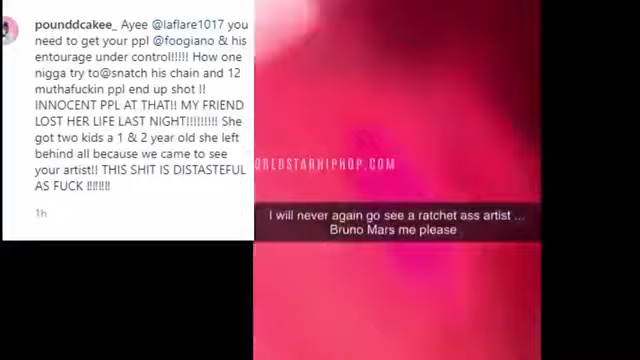 pounddcakee_ Ayee @laflare1017 you
need to get your ppl @foogiano & his
entourage under control!!!!! How one
nigga try to@snatch his chain and 12
muthafuckin ppl end up shot !!
INNOCENT PPL AT THAT!! MY FRIEND
LOST HER LIFE LAST NIGHT!!!!!!!!! She
got two kids a 1 & 2 year old she left
behind all because we came to see
your artist!! THIS SHIT IS DISTASTEFUL
AS FUCK !!!!!!!!
1h
ORLDSTARHIPHOP.COM
I will never again go see a ratchet ass artist ...
Bruno Mars me please